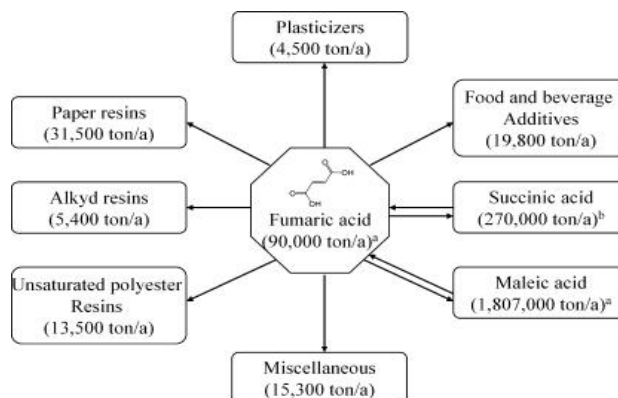 Plasticizers
(4,500 ton/a)
Paper resins
(31,500 ton/a)
Food and beverage
Additives
(19,800 ton/a)
O
OH
O
OH
Alkyd resins
(5,400 ton/a)
Fumaric acid
(90,000 ton/a)ᵃ
Succinic acid
(270,000 ton/a)ᵇ
Unsaturated polyester
Resins
(13,500 ton/a)
Maleic acid
(1,807,000 ton/a)ᵃ
Miscellaneous
(15,300 ton/a)